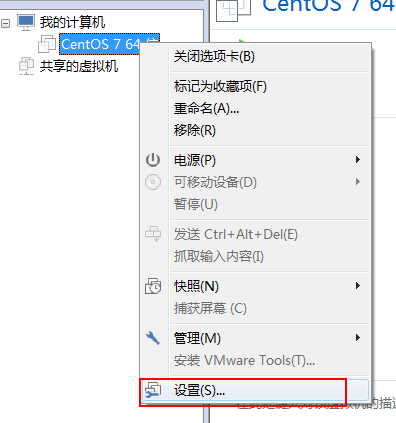 CentOS 7 64
我的计算机
CentOS 7 64 位
共享的虚拟机
关闭选项卡(B)
标记为收藏项(F)
重命名(A)...
移除(R)
电源(P)
可移动设备(D)
暂停(U)
发送 Ctrl+Alt+Del(E)
抓取输入内容(I)
快照(N)
捕获屏幕 (C)
管理(M)
安装 VMware Tools(T)...
设置(S)...